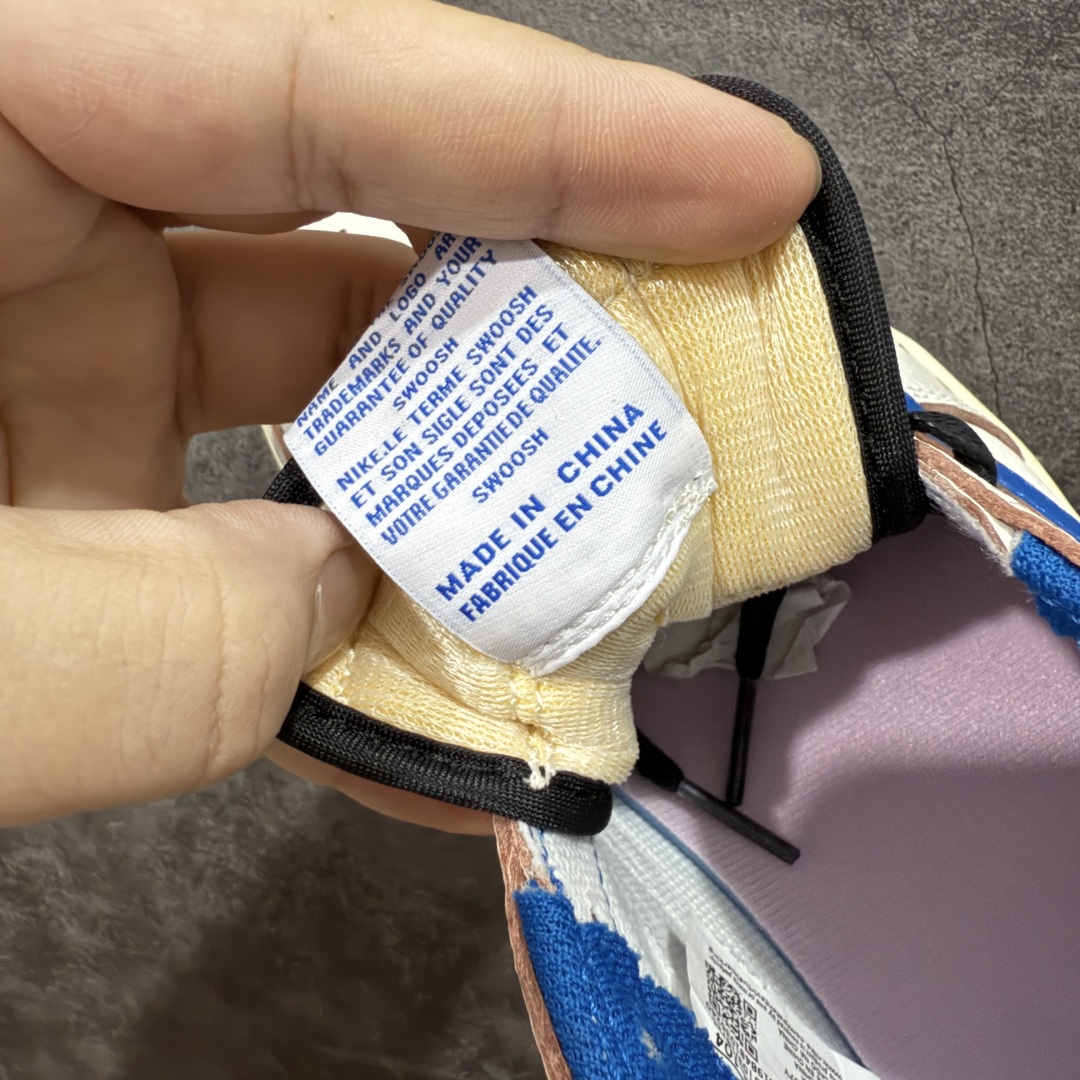 NAME AND LOGO AR
TRADEMARKS AND YOUR
GUARANTEE OF QUALITY
SWOOSH
NIKE.LE TERME SWOOSH
ET SON SIGLE SONT DES
MARQUES DEPOSEES ET
VOTRE GARANTIE DE QUALITE.
SWOOSH
MADE IN CHINA
FABRIQUE EN CHINE